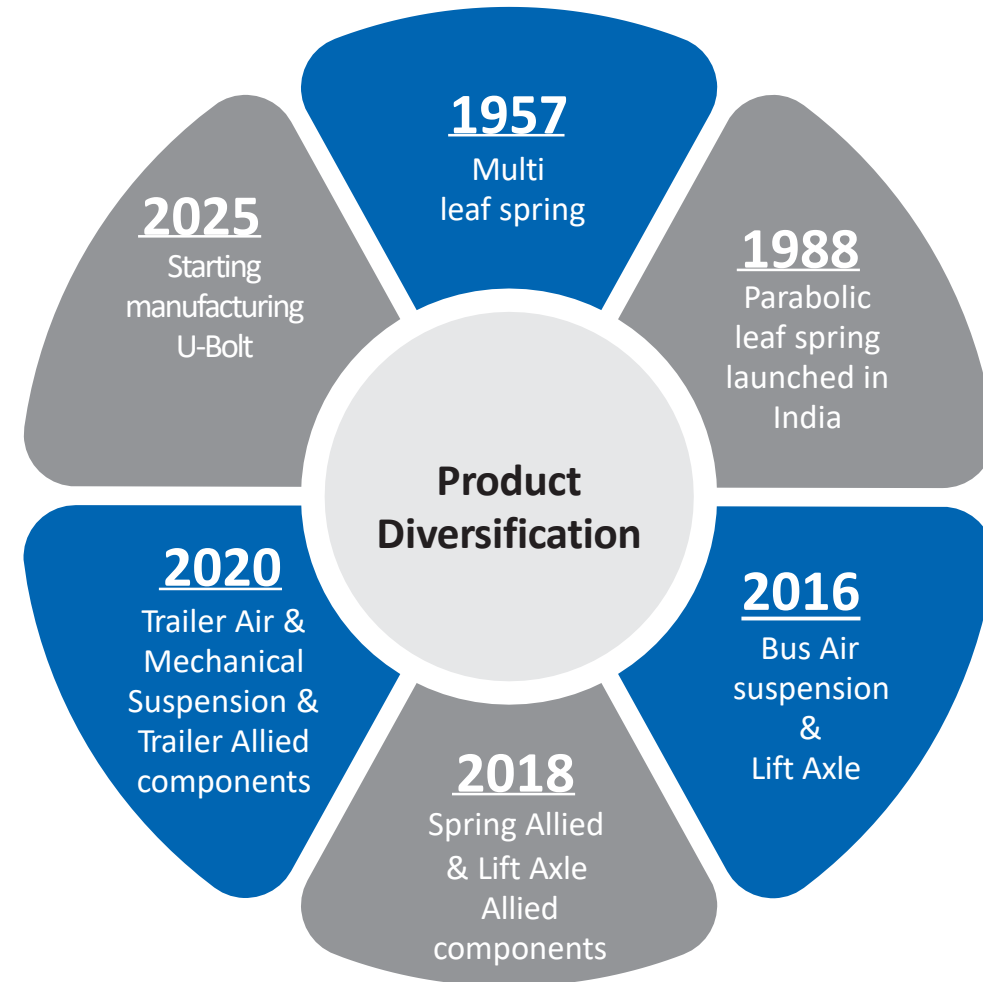 1957
Multi
leaf spring
1988
Parabolic
leaf spring
launched in
India
2016
Bus Air
suspension
&
Lift Axle
2018
Spring Allied
& Lift Axle
Allied
components
2020
Trailer Air &
Mechanical
Suspension &
Trailer Allied
components
2025
Starting
manufacturing
U-Bolt
Product
Diversification